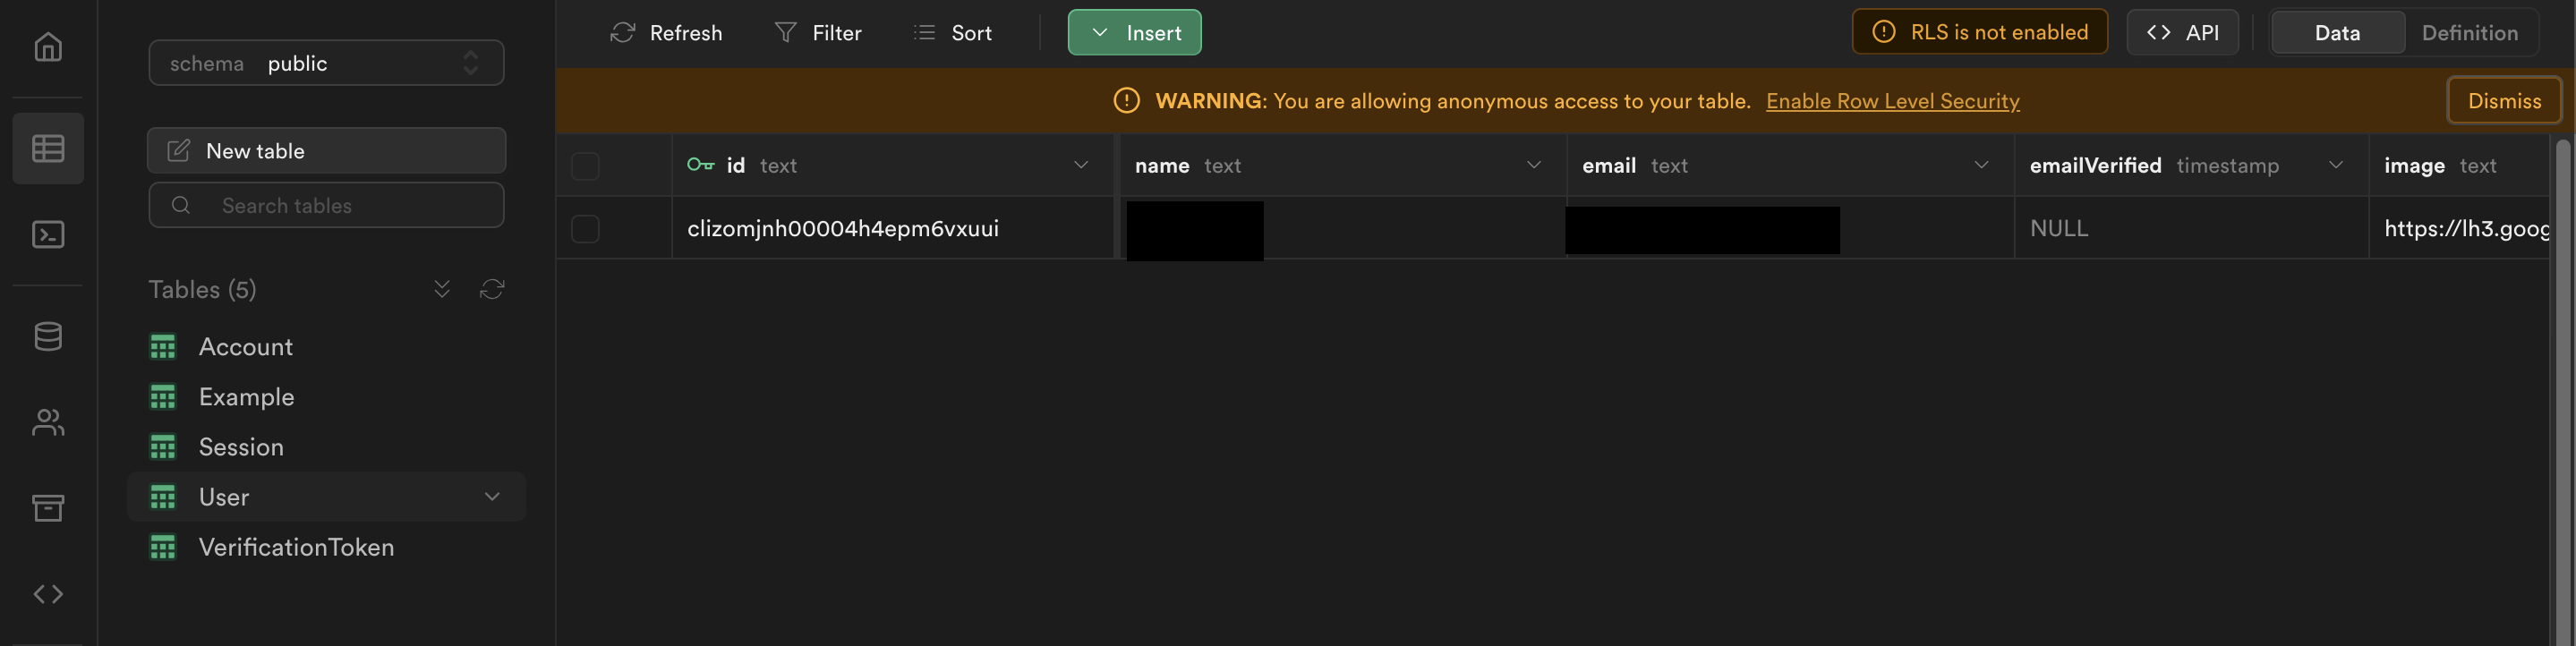 schema public
New table
Search tables
Tables (5)
Account
Example
Session
User
VerificationToken
Refresh Filter Sort Insert RLS is not enabled <> API Data Definition
WARNING: You are allowing anonymous access to your table. Enable Row Level Security Dismiss
id text name text email text emailVerified timestamp image text
clizomjnh00004h4epm6vxuui NULL https://lh3.goog